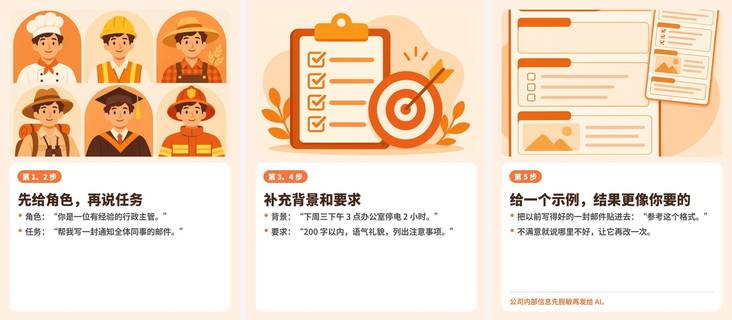 第 1、2 步
先给角色，再说任务
* 角色：“你是一位有经验的行政主管。”
* 任务：“帮我写一封通知全体同事的邮件。”
第 3、4 步
补充背景和要求
* 背景：“下周三下午 3 点办公室停电 2 小时。”
* 要求：“200 字以内，语气礼貌，列出注意事项。”
第 5 步
给一个示例，结果更像你要的
* 把以前写得好的一封邮件贴进去：“参考这个格式。”
* 不满意就说哪里不好，让它再改一次。
公司内部信息先脱敏再发给 AI。